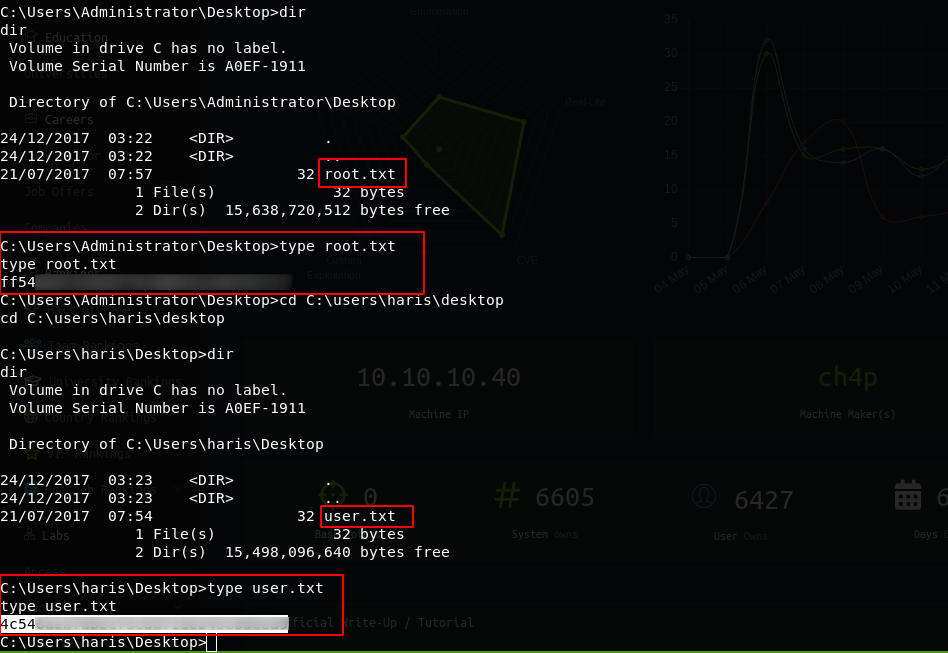 C:\Users\Administrator\Desktop>dir
dir
 Volume in drive C has no label.
 Volume Serial Number is A0EF-1911

 Directory of C:\Users\Administrator\Desktop

24/12/2017  03:22    <DIR>          .
24/12/2017  03:22    <DIR>          ..
21/07/2017  07:57                32 root.txt
               1 File(s)             32 bytes
               2 Dir(s)  15,638,720,512 bytes free

C:\Users\Administrator\Desktop>type root.txt
type root.txt
ff54
C:\Users\Administrator\Desktop>cd C:\users\haris\desktop
cd C:\users\haris\desktop

C:\Users\haris\Desktop>dir
dir
 Volume in drive C has no label.
 Volume Serial Number is A0EF-1911

 Directory of C:\Users\haris\Desktop

24/12/2017  03:23    <DIR>          .
24/12/2017  03:23    <DIR>          ..
21/07/2017  07:54                32 user.txt
               1 File(s)             32 bytes
               2 Dir(s)  15,498,096,640 bytes free

C:\Users\haris\Desktop>type user.txt
type user.txt
4c54
C:\Users\haris\Desktop>
Education
Universities
Careers
Job Offers
Companies
Rankings
Team Rankings
University Rankings
Country Rankings
VIP Rankings
Labs
Access
Enumeration
Real-Life
CVE
Custom
Exploitation
35
30
25
20
15
10
5
0
04 May
05 May
06 May
07 May
08 May
09 May
10 May
10.10.10.40
Machine IP
ch4p
Machine Maker(s)
0
6605
System Owns
6427
User Owns
Days
Write-Up / Tutorial